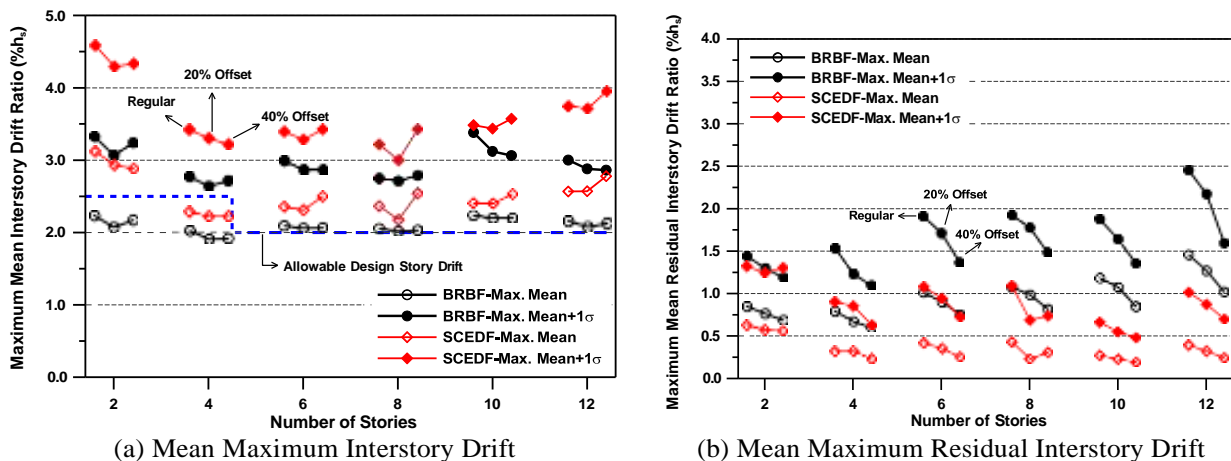 Maximum Mean Interstory Drift Ratio (%hs)
5.0
4.0
3.0
2.0
1.0
0.0
20% Offset
Regular
40% Offset
Allowable Design Story Drift
BRBF-Max. Mean
BRBF-Max. Mean+1σ
SCEDF-Max. Mean
SCEDF-Max. Mean+1σ
2 4 6 8 10 12
Number of Stories
(a) Mean Maximum Interstory Drift
Maximum Mean Residual Interstory Drift Ratio (%hs)
4.0
3.5
3.0
2.5
2.0
1.5
1.0
0.5
0.0
BRBF-Max. Mean
BRBF-Max. Mean+1σ
SCEDF-Max. Mean
SCEDF-Max. Mean+1σ
20% Offset
Regular
40% Offset
2 4 6 8 10 12
Number of Stories
(b) Mean Maximum Residual Interstory Drift